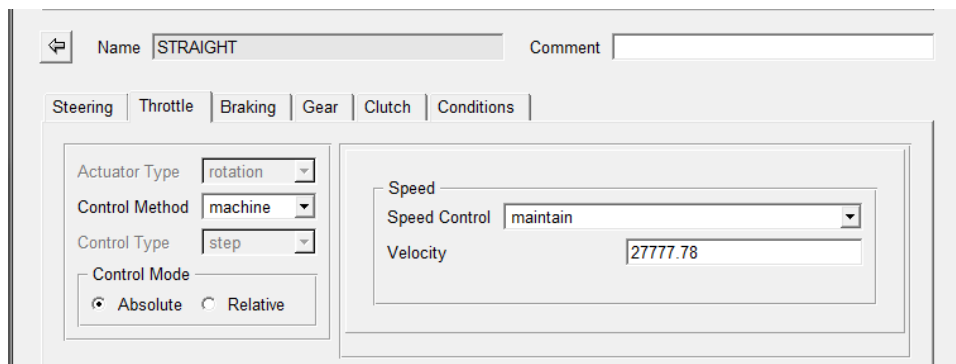 Name STRAIGHT Comment
Steering Throttle Braking Gear Clutch Conditions
Actuator Type rotation
Control Method machine
Control Type step
Control Mode
Absolute Relative
Speed
Speed Control maintain
Velocity 27777.78